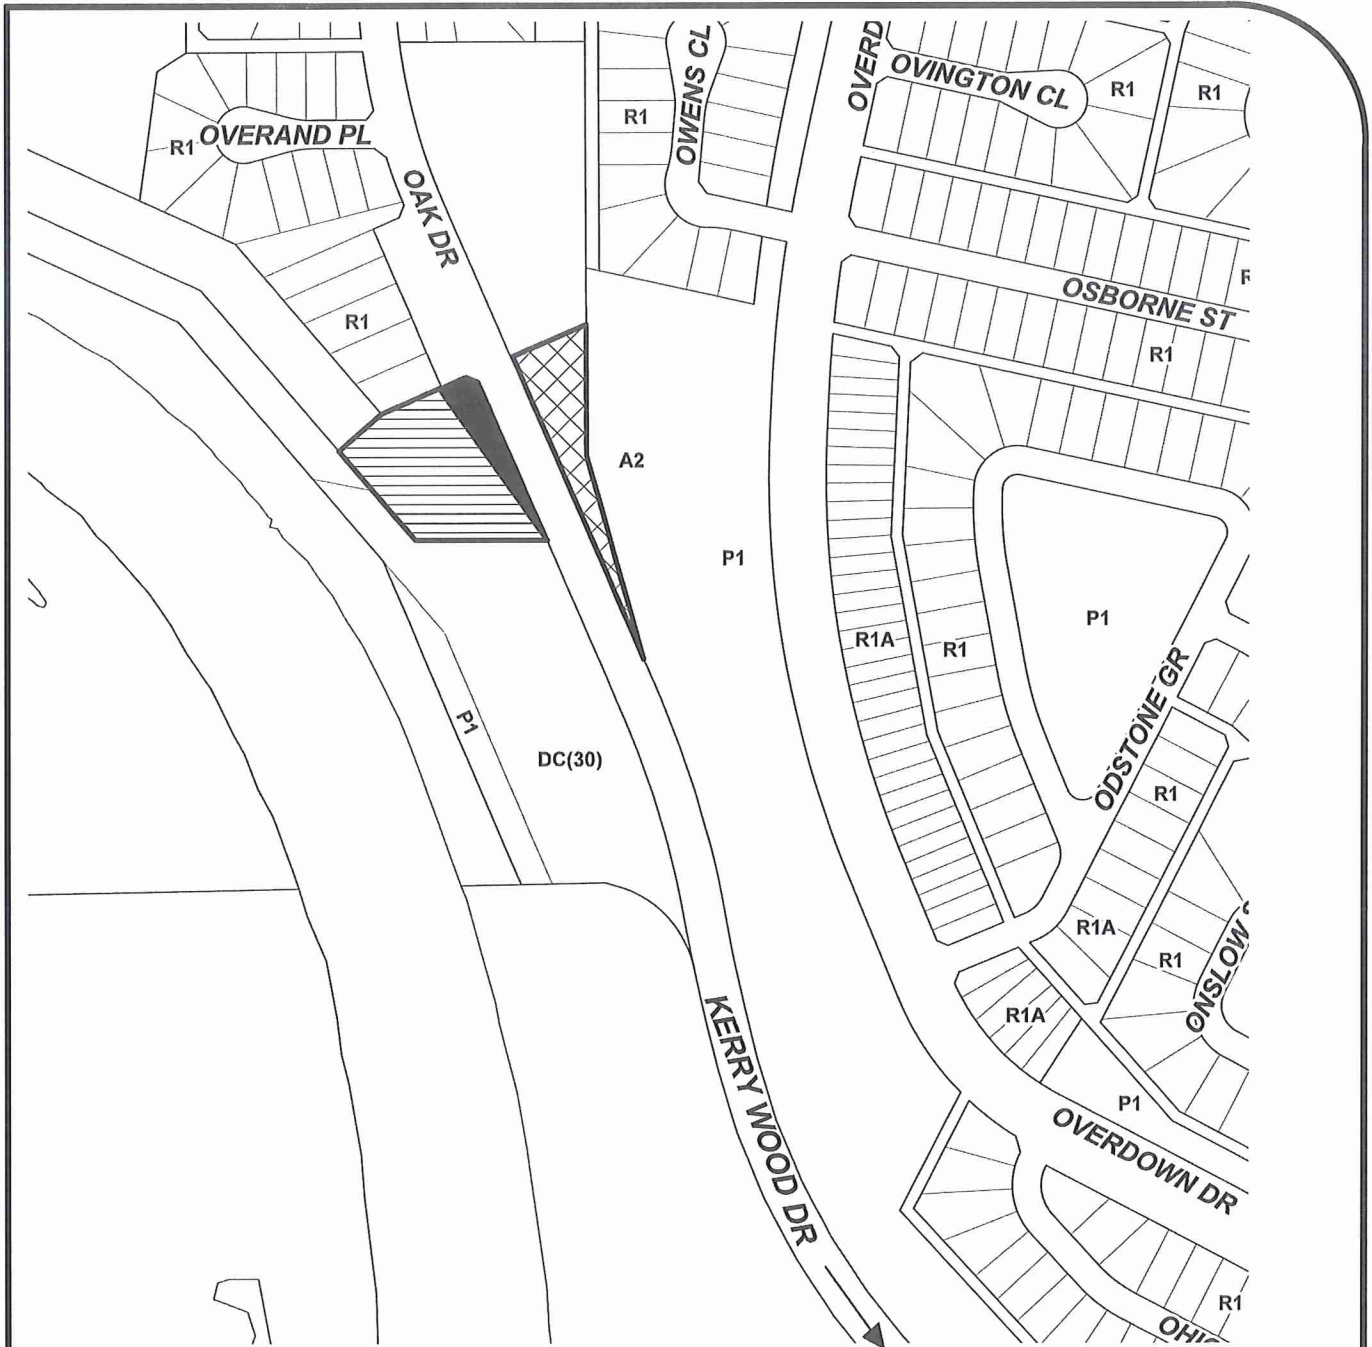 OWENS CL
OVERD
OVINGTON CL
R1
R1
R1
R1
OVERAND PL
OAK DR
R
OSBORNE ST
R1
R1
A2
P1
P1
R1A
R1
ODSTONE GR
P1
DC(30)
R1
R1A
R1
ONSLOW
R1A
KERRY WOOD DR
P1
OVERDOWN DR
R1
OHIO